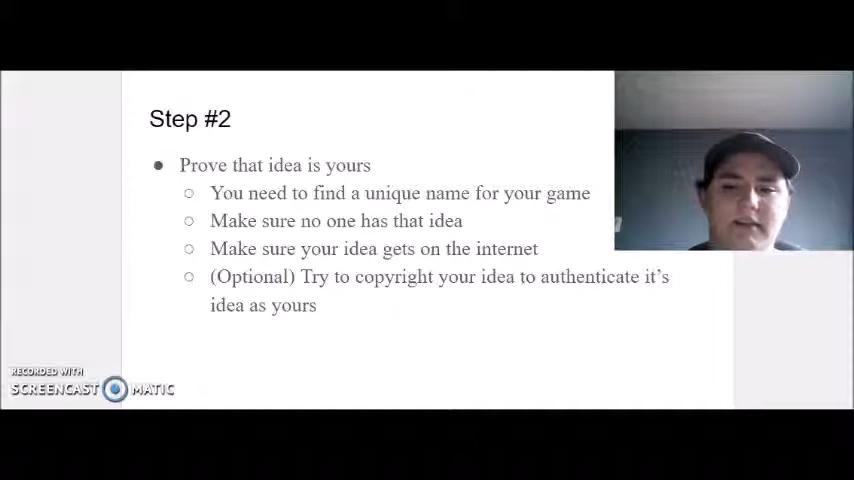 Step #2
● Prove that idea is yours
○ You need to find a unique name for your game
○ Make sure no one has that idea
○ Make sure your idea gets on the internet
○ (Optional) Try to copyright your idea to authenticate it's
idea as yours
RECORDED WITH
SCREENCAST MATIC